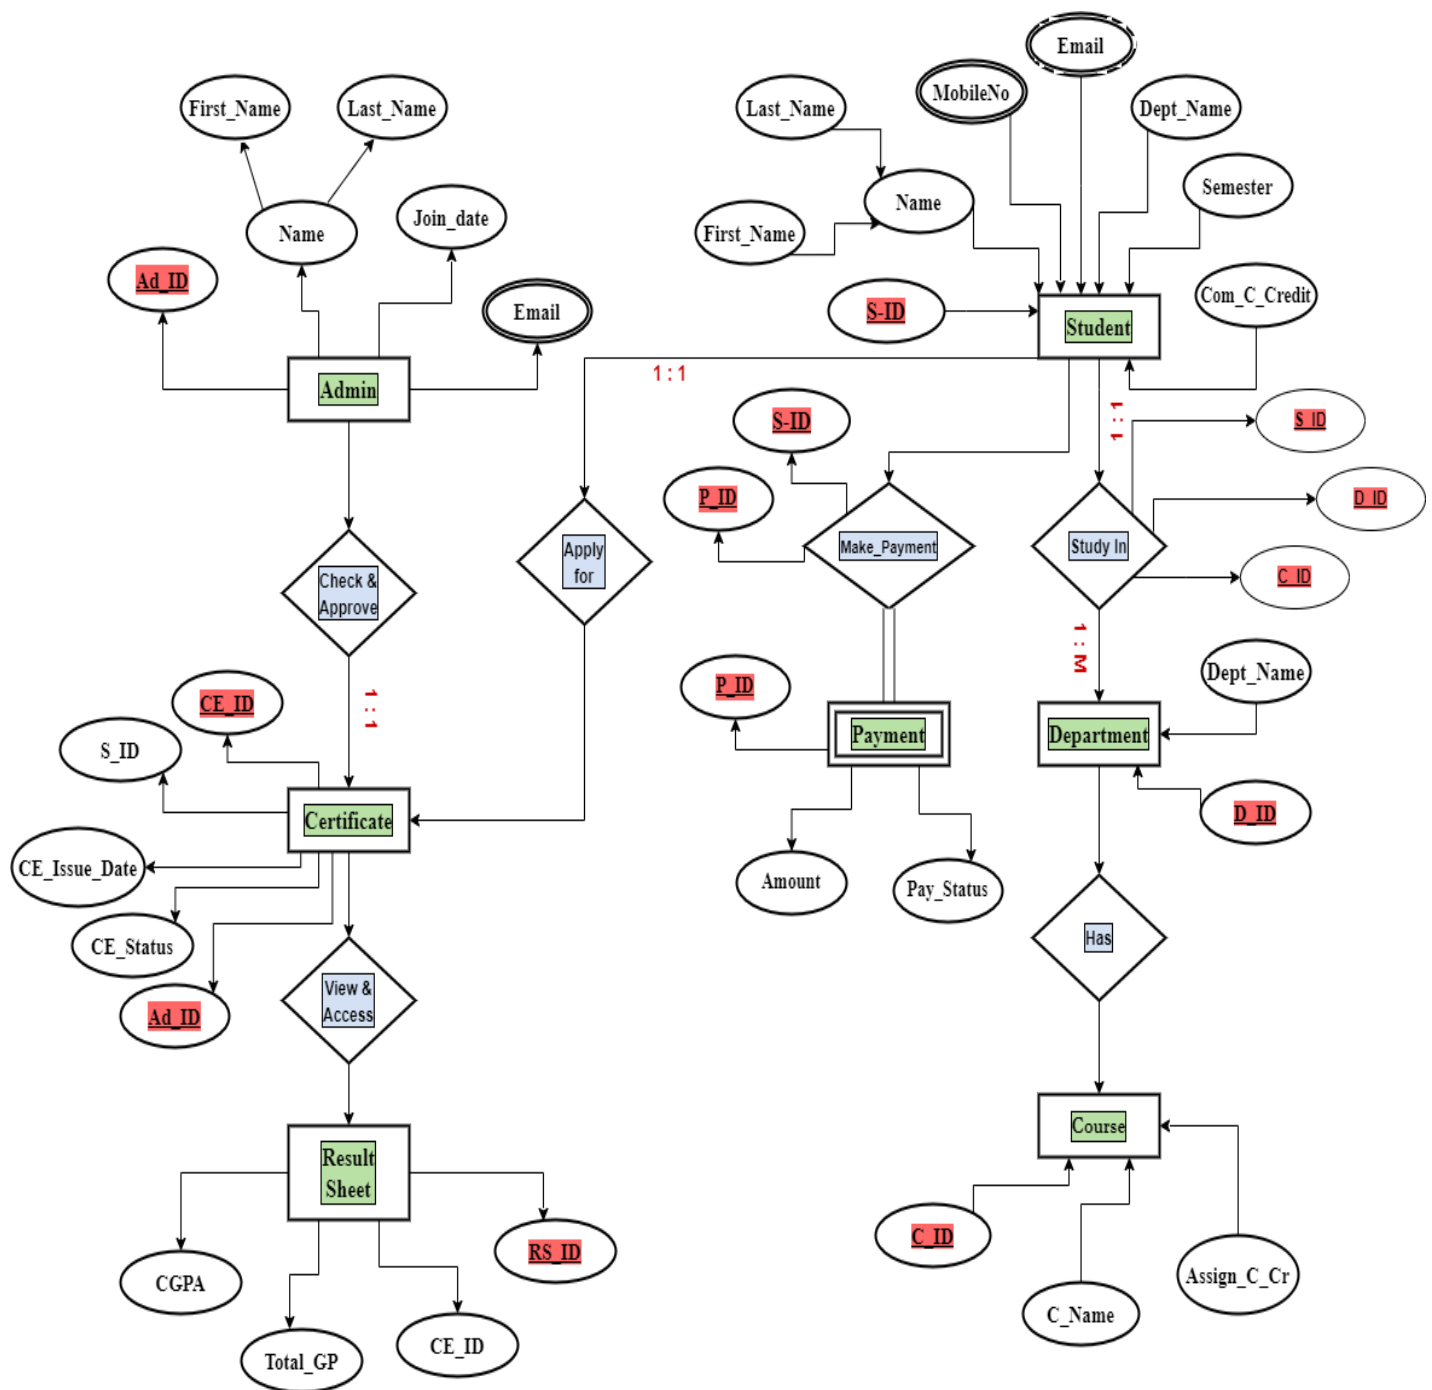 Email
MobileNo
First_Name
Last_Name
Last_Name
Dept_Name
Semester
Name
Join_date
Name
First_Name
Ad_ID
Email
S-ID
Com_C_Credit
Student
Admin
1 : 1
S-ID
1 : 1
S_ID
P_ID
D_ID
Check &
Approve
Apply
for
Make_Payment
Study In
C_ID
1 : M
CE_ID
1 : 1
P_ID
Dept_Name
S_ID
Payment
Department
Certificate
D_ID
CE_Issue_Date
Amount
Pay_Status
CE_Status
Has
Ad_ID
View &
Access
Course
Result
Sheet
C_ID
RS_ID
CGPA
Assign_C_Cr
C_Name
Total_GP
CE_ID